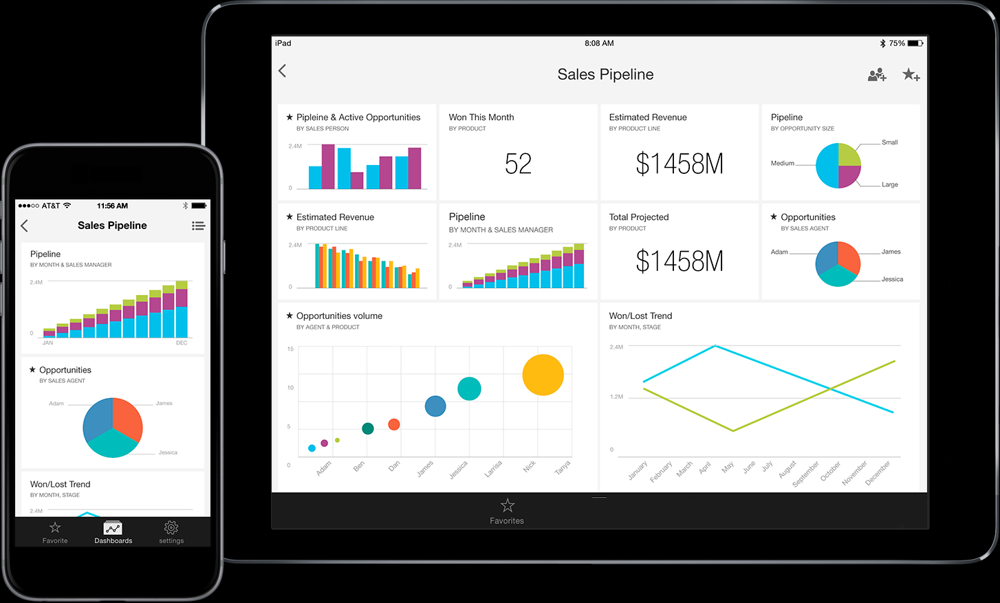 iPad
8:08 AM
75%
Sales Pipeline
★ Pipleine & Active Opportunities
BY SALES PERSON
2.4M
0
Won This Month
BY PRODUCT
52
Estimated Revenue
BY PRODUCT LINE
$1458M
Pipeline
BY OPPORTUNITY SIZE
Small
Medium
Large
★ Estimated Revenue
BY PRODUCT LINE
2.4M
0
Pipeline
BY MONTH & SALES MANAGER
2.4M
0
Total Projected
BY PRODUCT
$1458M
★ Opportunities
BY SALES AGENT
Adam
James
Jessica
★ Opportunities volume
BY AGENT & PRODUCT
15
10
5
0
Adam
Ben
Dan
James
Jessica
Larrisa
Nick
Tanya
Won/Lost Trend
BY MONTH, STAGE
2.4M
1.2M
0
January
February
March
April
May
June
July
August
September
October
November
December
Favorites
AT&T
11:56 AM
Sales Pipeline
Pipeline
BY MONTH & SALES MANAGER
2.4M
0
JAN
DEC
★ Opportunities
BY SALES AGENT
Adam
James
Jessica
Won/Lost Trend
BY MONTH, STAGE
2.4M
Favorite
Dashboards
settings